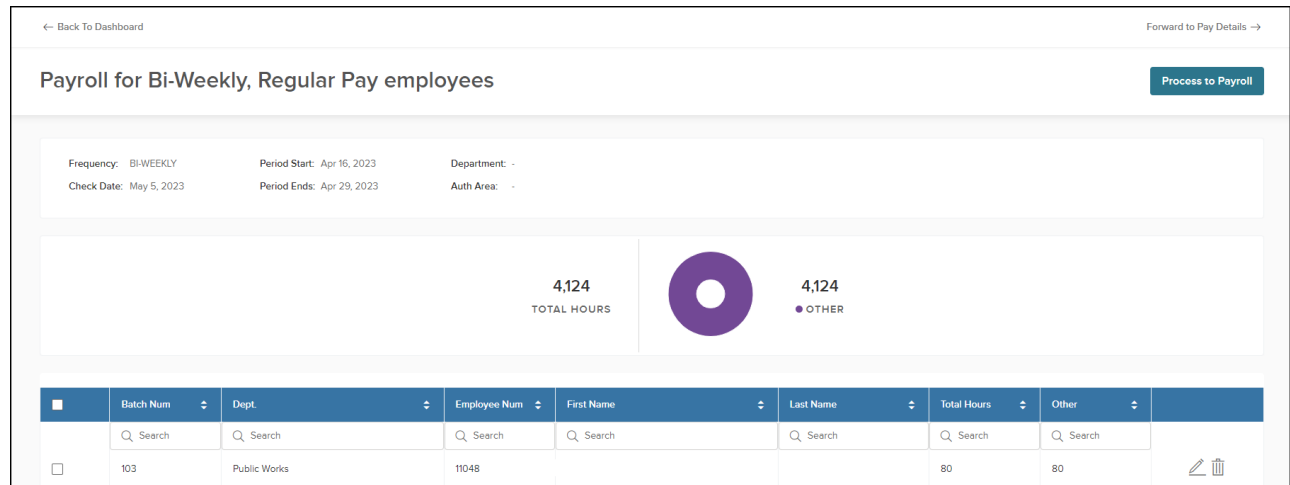 ← Back To Dashboard Forward to Pay Details →
Payroll for Bi-Weekly, Regular Pay employees Process to Payroll
Frequency: BI-WEEKLY Period Start: Apr 16, 2023 Department: -
Check Date: May 5, 2023 Period Ends: Apr 29, 2023 Auth Area: -
4,124 4,124
TOTAL HOURS OTHER
Batch Num Dept. Employee Num First Name Last Name Total Hours Other
Search Search Search Search Search Search Search
103 Public Works 11048 80 80